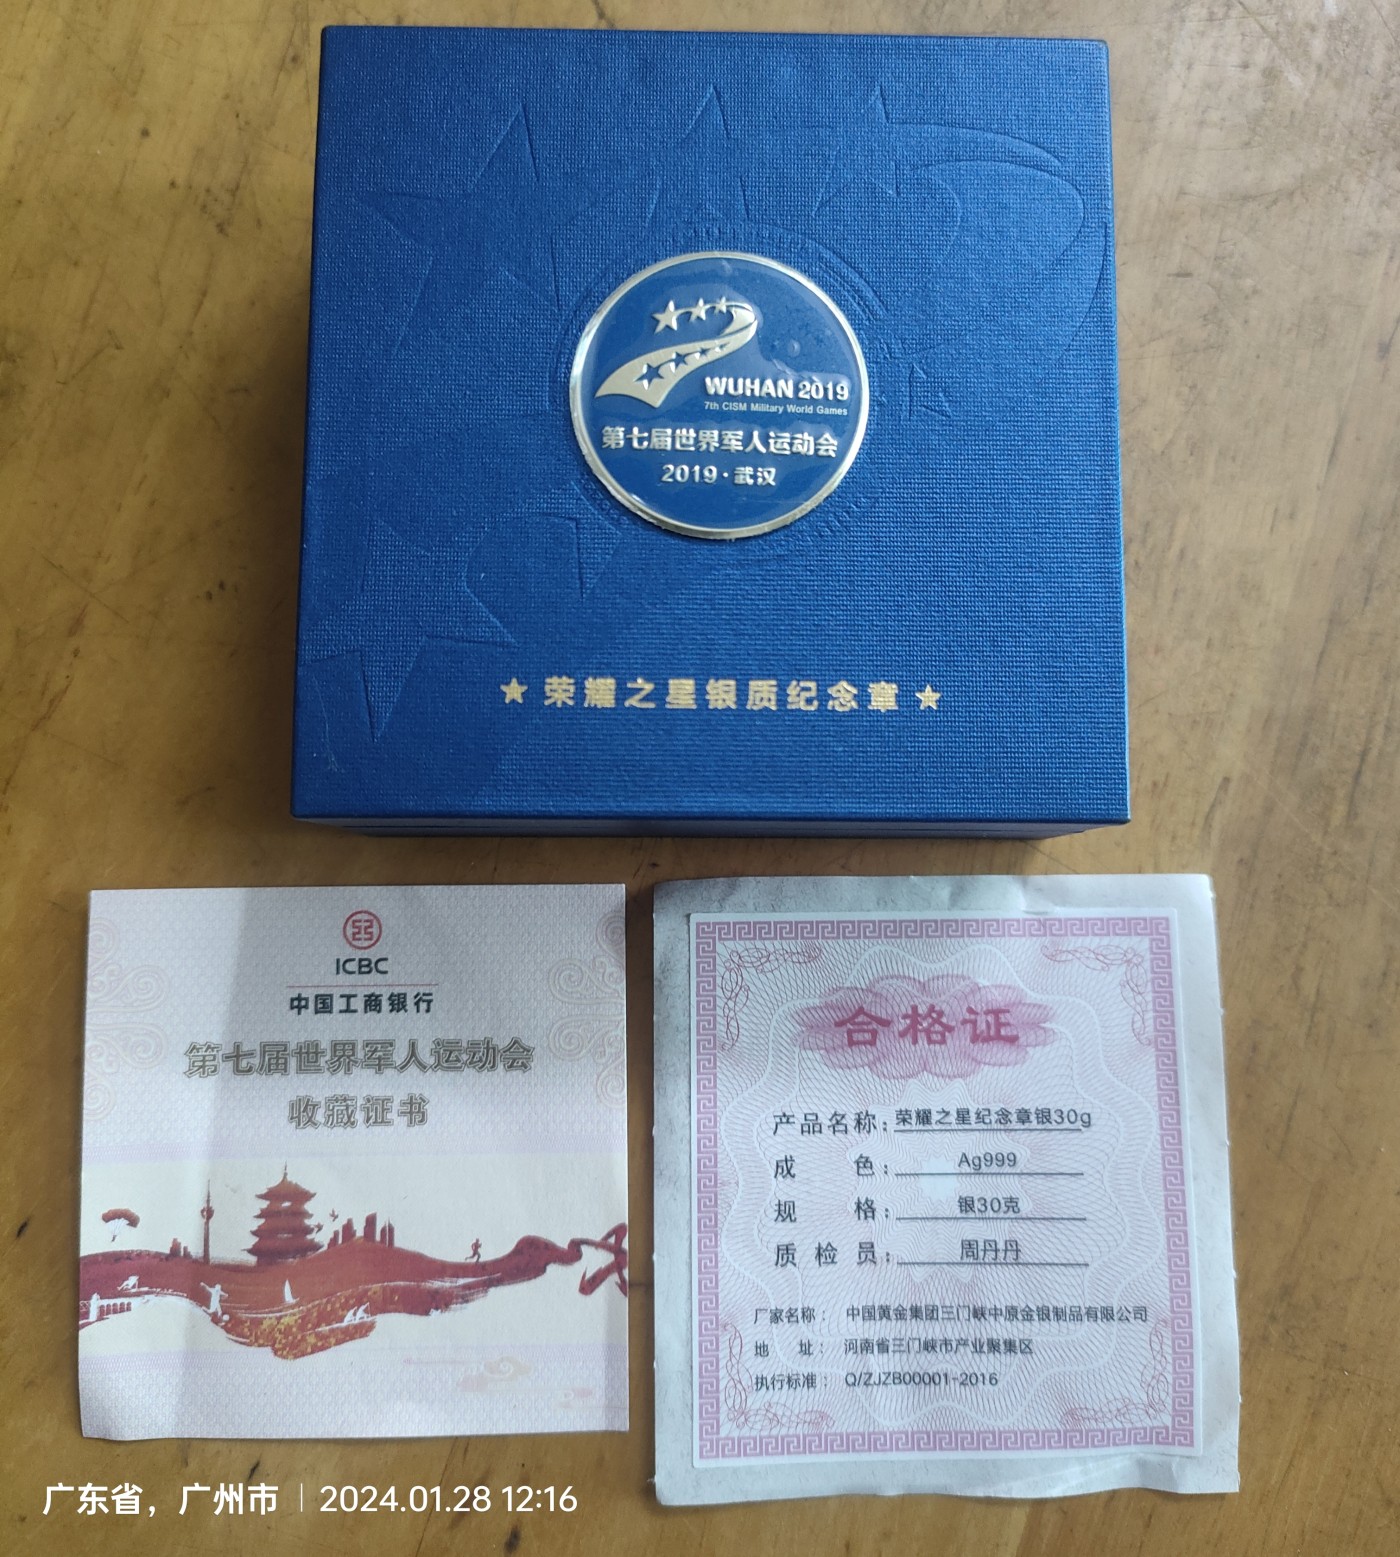 WUHAN 2019
7th CISM Military World Games
第七届世界军人运动会
2019·武汉
★荣耀之星银质纪念章★
ICBC
中国工商银行
第七届世界军人运动会
收藏证书
合格证
产品名称：荣耀之星纪念章银30g
成 色：Ag999
规 格：银30克
质检员：周丹丹
厂家名称：中国黄金集团三门峡中原金银制品有限公司
地 址：河南省三门峡市产业聚集区
执行标准：Q/ZJZB00001-2016
广东省，广州市｜2024.01.28 12:16